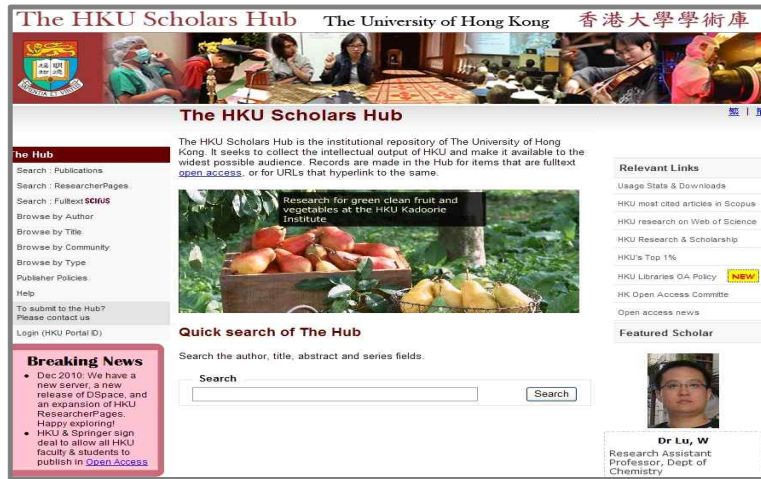 The HKU Scholars Hub The University of Hong Kong 香港大學學術庫
The HKU Scholars Hub
繁 |
The HKU Scholars Hub is the institutional repository of The University of Hong
Kong. It seeks to collect the intellectual output of HKU and make it available to the
widest possible audience. Records are made in the Hub for items that are fulltext
open access, or for URLs that hyperlink to the same.
he Hub
Search : Publications
Search : ResearcherPages
Search : Fulltext SCIRUS
Browse by Author
Browse by Title
Browse by Community
Browse by Type
Publisher Policies
Help
To submit to the Hub?
Please contact us
Login (HKU Portal ID)
Breaking News
• Dec 2010: We have a
new server, a new
release of DSpace, and
an expansion of HKU
ResearcherPages.
Happy exploring!
• HKU & Springer sign
deal to allow all HKU
faculty & students to
publish in Open Access
Research for green clean fruit and
vegetables at the HKU Kadoorie
Institute
Quick search of The Hub
Search the author, title, abstract and series fields.
Search
Search
Relevant Links
Usage Stats & Downloads
HKU most cited articles in Scopus
HKU research on Web of Science
HKU Research & Scholarship
HKU's Top 1%
HKU Libraries OA Policy NEW
HK Open Access Committe
Open access news
Featured Scholar
Dr Lu, W
Research Assistant
Professor, Dept of
Chemistry